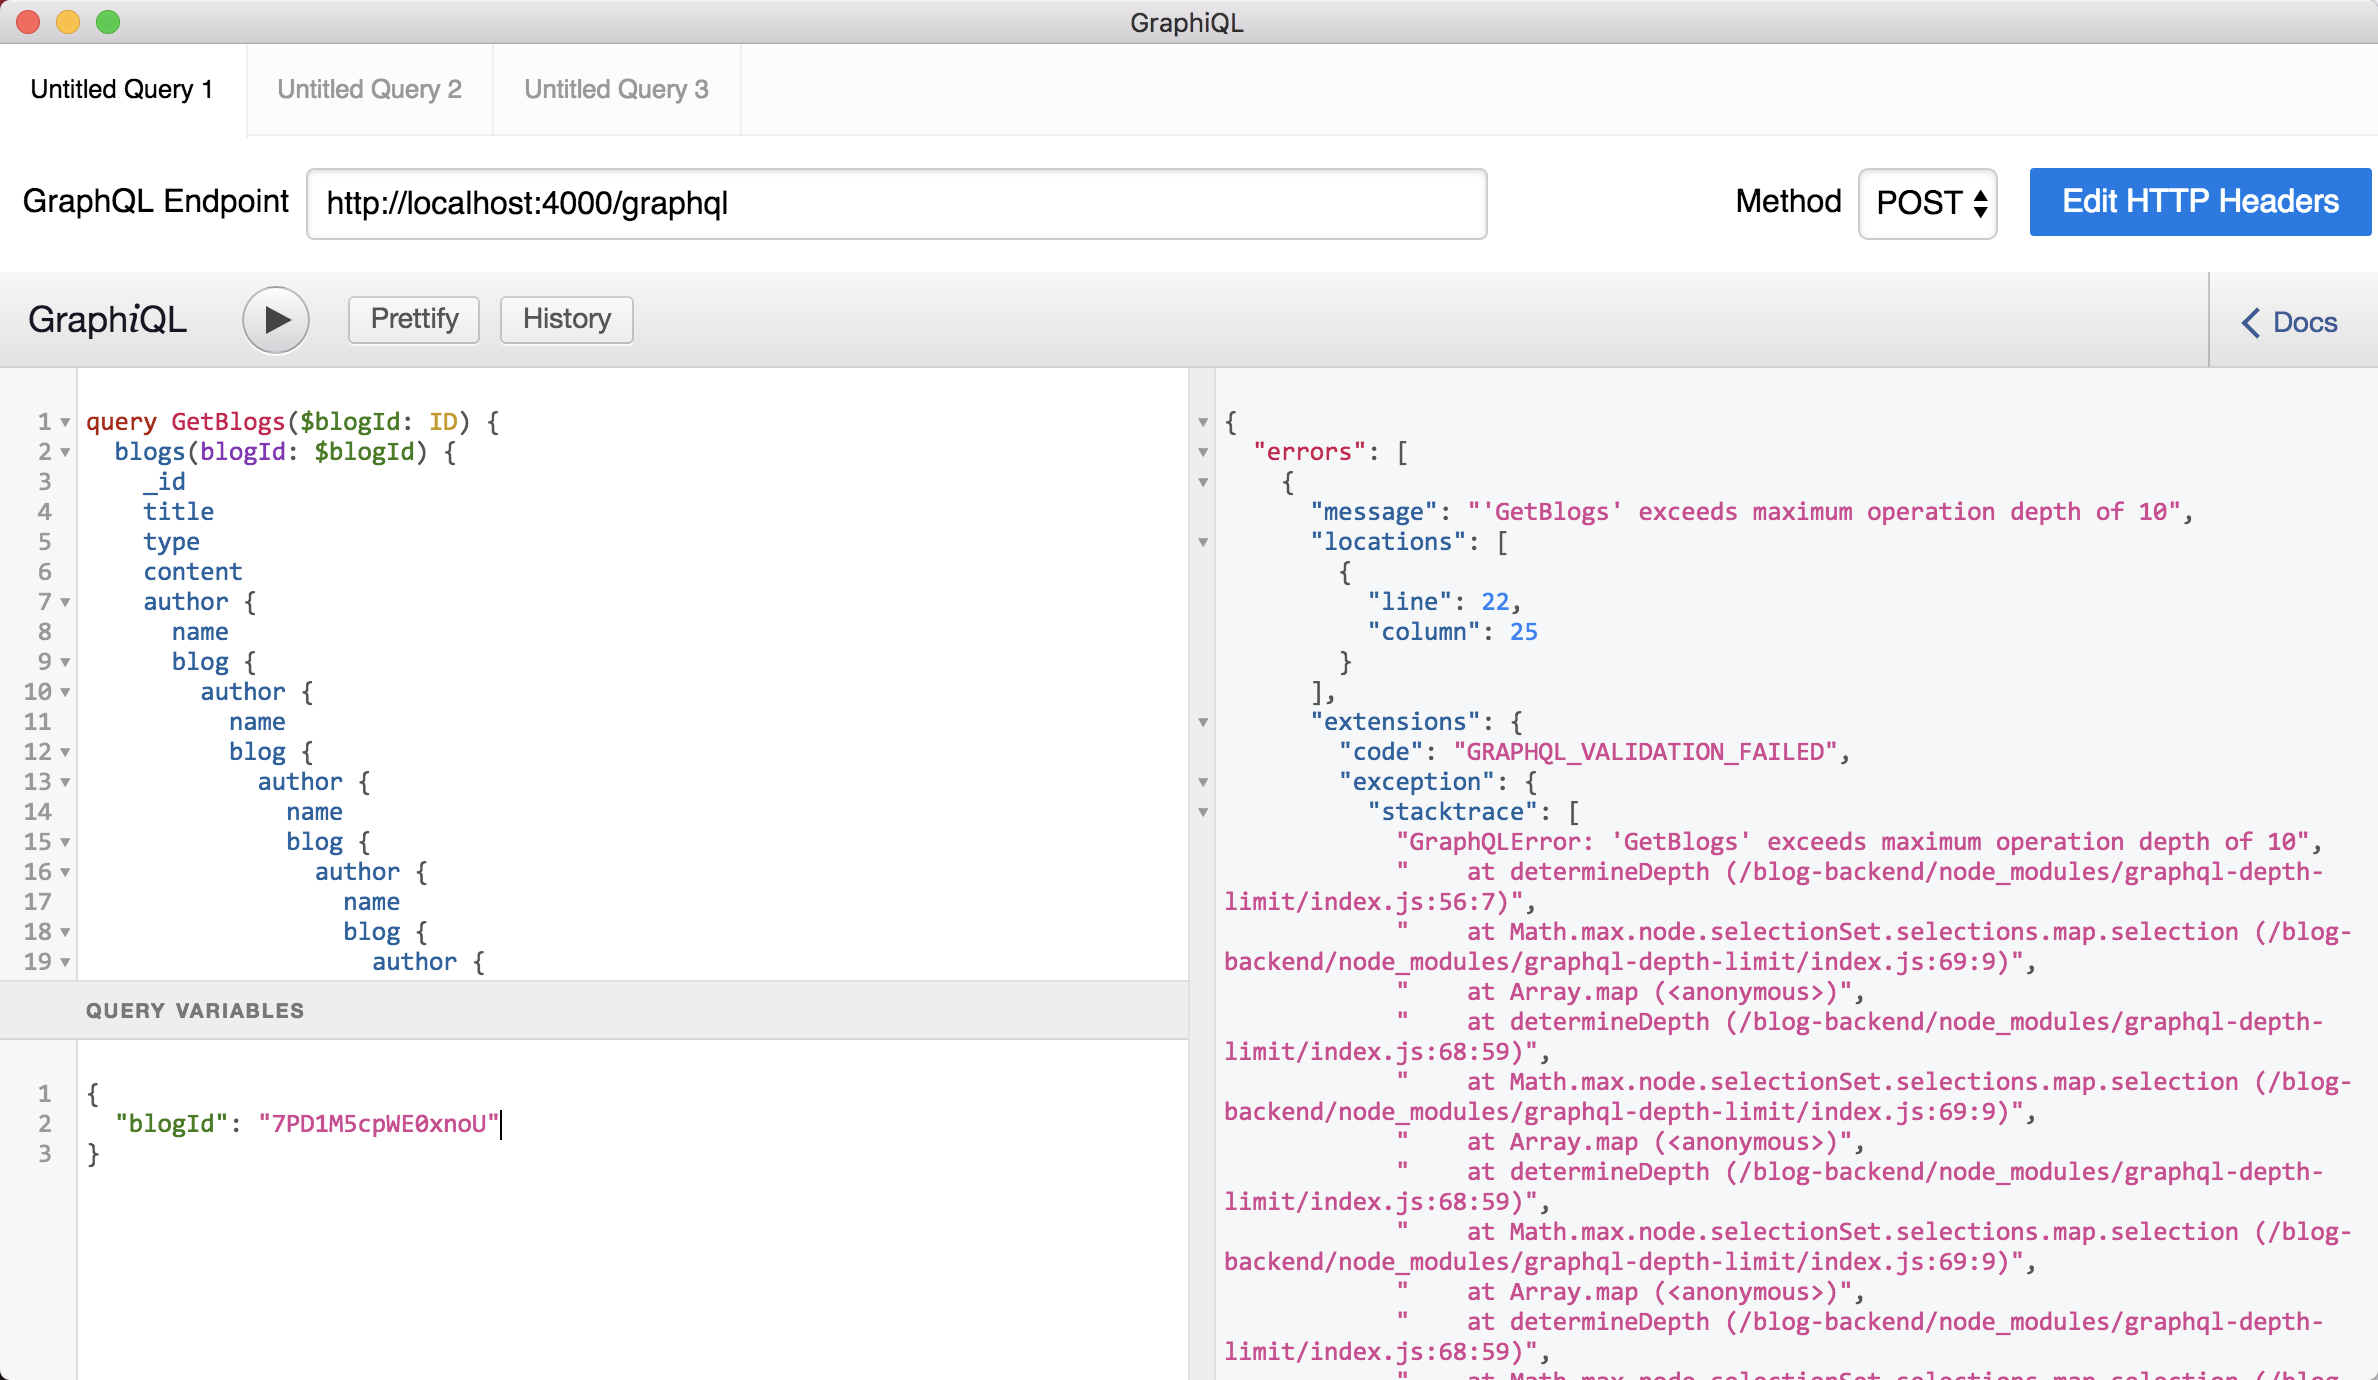 GraphiQL
Untitled Query 1
Untitled Query 2
Untitled Query 3
GraphQL Endpoint
http://localhost:4000/graphql
Method
POST
Edit HTTP Headers
GraphiQL
Prettify
History
Docs
1 query GetBlogs($blogId: ID) {
2   blogs(blogId: $blogId) {
3     _id
4     title
5     type
6     content
7     author {
8       name
9       blog {
10         author {
11           name
12           blog {
13             author {
14               name
15               blog {
16                 author {
17                   name
18                   blog {
19                     author {
QUERY VARIABLES
1 {
2   "blogId": "7PD1M5cpWE0xnoU"
3 }
{
  "errors": [
    {
      "message": "'GetBlogs' exceeds maximum operation depth of 10",
      "locations": [
        {
          "line": 22,
          "column": 25
        }
      ],
      "extensions": {
        "code": "GRAPHQL_VALIDATION_FAILED",
        "exception": {
          "stacktrace": [
            "GraphQLError: 'GetBlogs' exceeds maximum operation depth of 10",
            "    at determineDepth (/blog-backend/node_modules/graphql-depth-
limit/index.js:56:7)",
            "    at Math.max.node.selectionSet.selections.map.selection (/blog-
backend/node_modules/graphql-depth-limit/index.js:69:9)",
            "    at Array.map (<anonymous>)",
            "    at determineDepth (/blog-backend/node_modules/graphql-depth-
limit/index.js:68:59)",
            "    at Math.max.node.selectionSet.selections.map.selection (/blog-
backend/node_modules/graphql-depth-limit/index.js:69:9)",
            "    at Array.map (<anonymous>)",
            "    at determineDepth (/blog-backend/node_modules/graphql-depth-
limit/index.js:68:59)",
            "    at Math.max.node.selectionSet.selections.map.selection (/blog-
backend/node_modules/graphql-depth-limit/index.js:69:9)",
            "    at Array.map (<anonymous>)",
            "    at determineDepth (/blog-backend/node_modules/graphql-depth-
limit/index.js:68:59)",
            "    at Math.max.node.selectionSet.selections.map.selection (/blog-